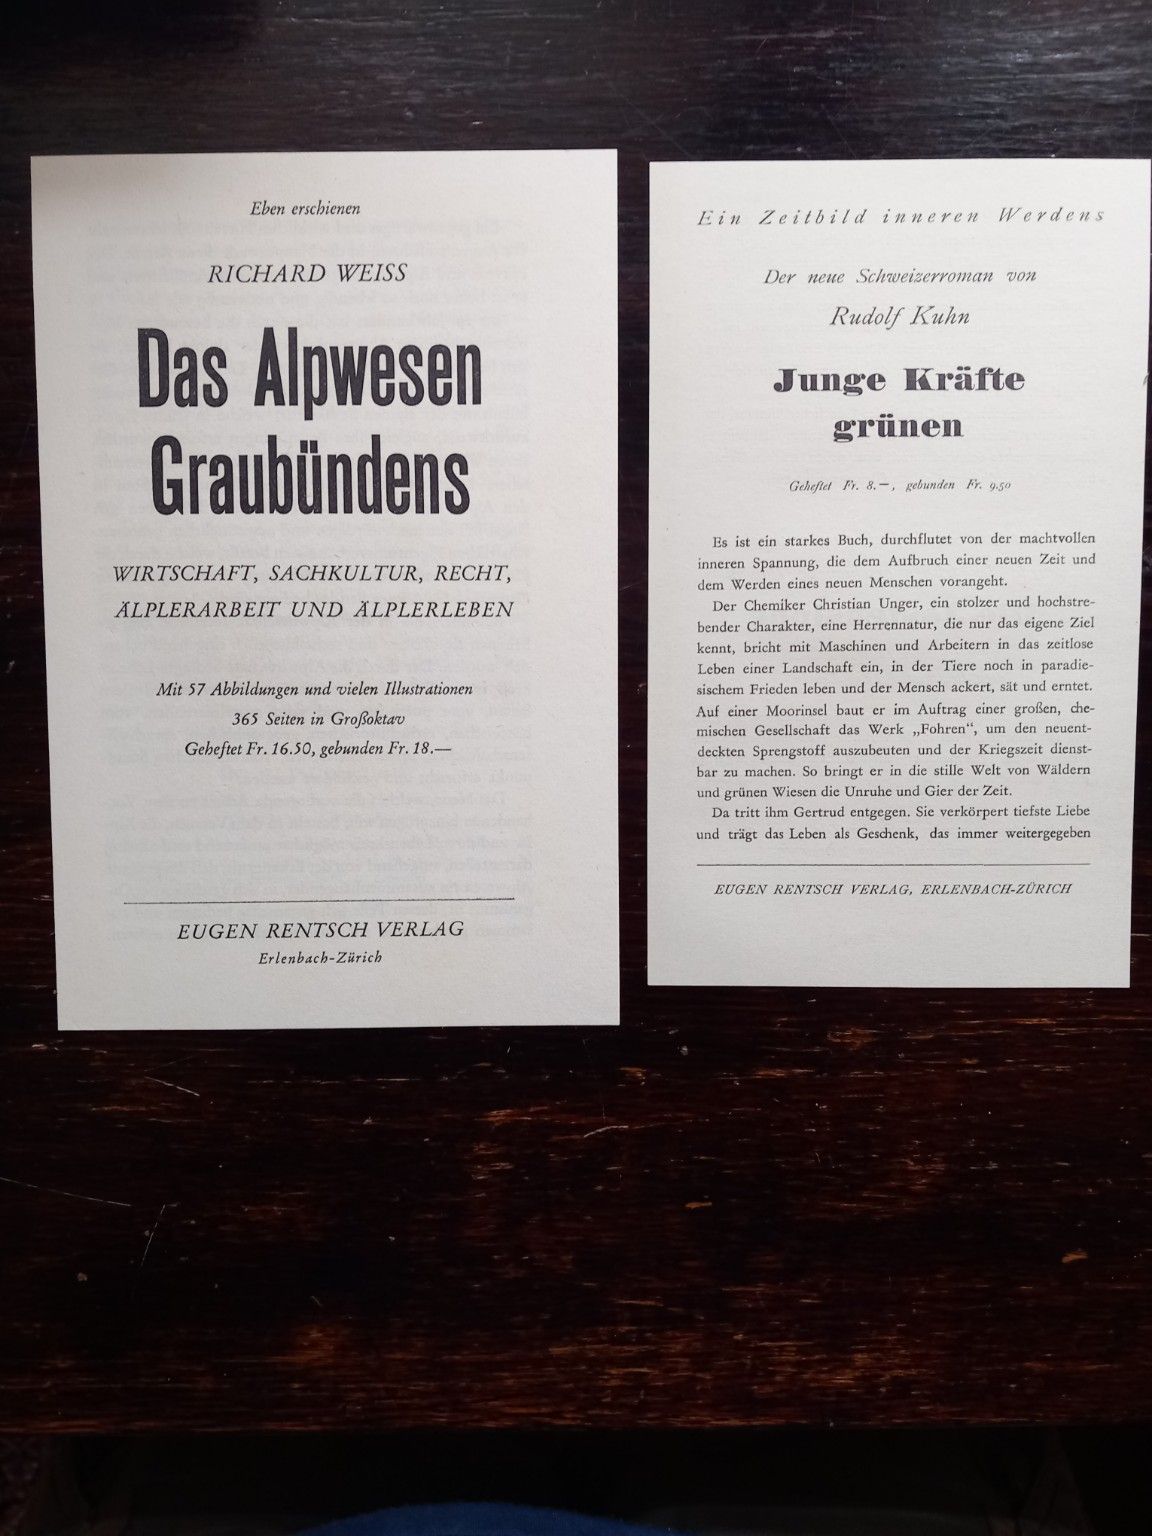 Eben erschienen
RICHARD WEISS
Das Alpwesen
Graubündens
WIRTSCHAFT, SACHKULTUR, RECHT,
ÄLPLERARBEIT UND ÄLPLERLEBEN
Mit 57 Abbildungen und vielen Illustrationen
365 Seiten in Großoktav
Geheftet Fr. 16.50, gebunden Fr. 18.—
EUGEN RENTSCH VERLAG
Erlenbach-Zürich
Ein Zeitbild inneren Werdens
Der neue Schweizerroman von
Rudolf Kuhn
Junge Kräfte
grünen
Geheftet Fr. 8.—, gebunden Fr. 9.50
Es ist ein starkes Buch, durchflutet von der machtvollen
inneren Spannung, die dem Aufbruch einer neuen Zeit und
dem Werden eines neuen Menschen vorangeht.
Der Chemiker Christian Unger, ein stolzer und hochstre-
bender Charakter, eine Herrennatur, die nur das eigene Ziel
kennt, bricht mit Maschinen und Arbeitern in das zeitlose
Leben einer Landschaft ein, in der Tiere noch in paradie-
sischem Frieden leben und der Mensch ackert, sät und erntet.
Auf einer Moorinsel baut er im Auftrag einer großen, che-
mischen Gesellschaft das Werk „Fohren“, um den neuent-
deckten Sprengstoff auszubeuten und der Kriegszeit dienst-
bar zu machen. So bringt er in die stille Welt von Wäldern
und grünen Wiesen die Unruhe und Gier der Zeit.
Da tritt ihm Gertrud entgegen. Sie verkörpert tiefste Liebe
und trägt das Leben als Geschenk, das immer weitergegeben
EUGEN RENTSCH VERLAG, ERLENBACH-ZÜRICH